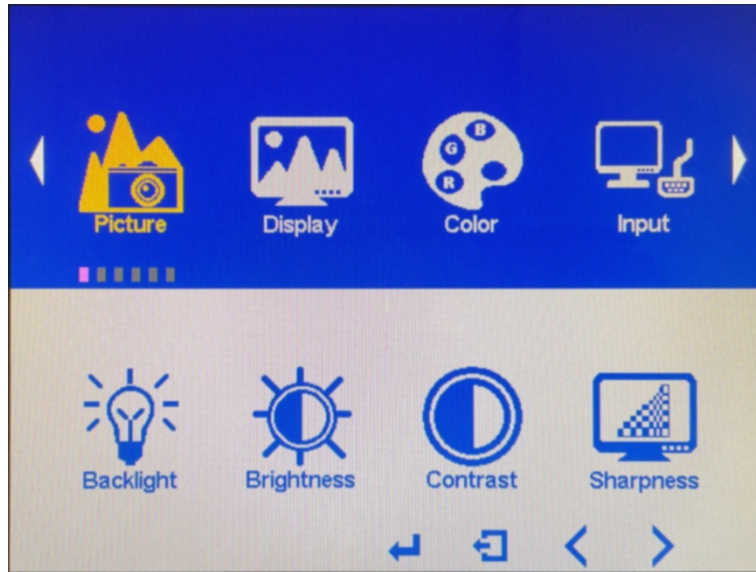 Picture Display Color Input
B
G
R
Backlight Brightness Contrast Sharpness